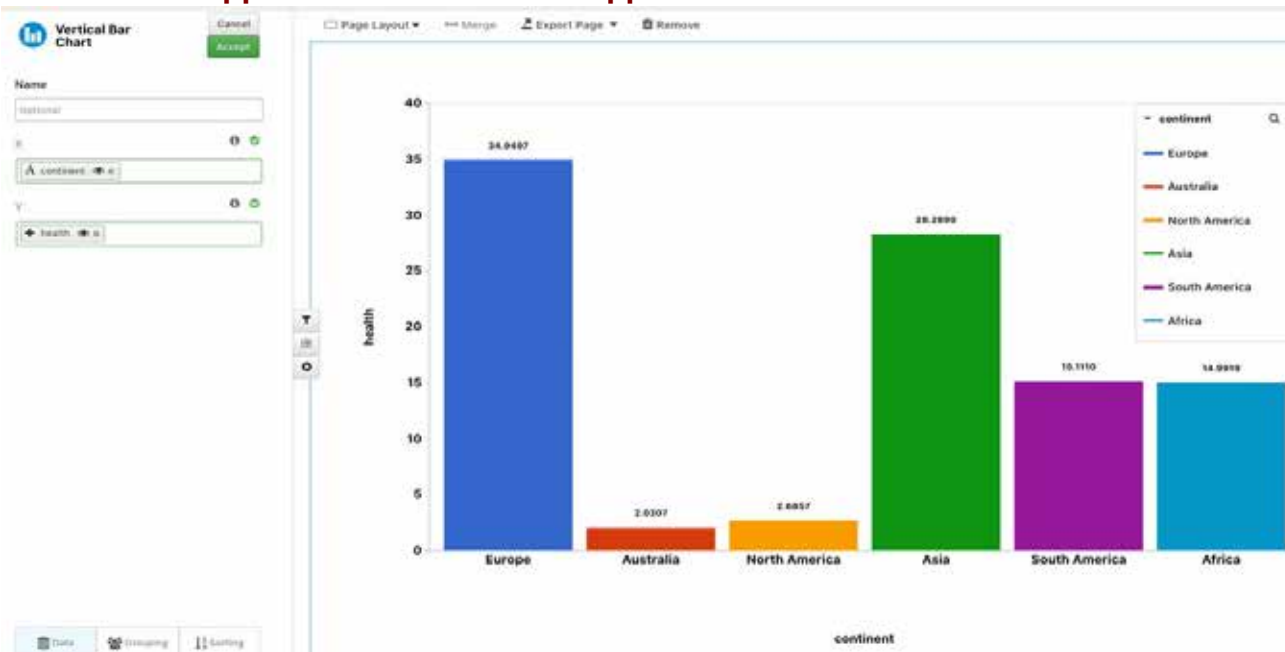 Vertical Bar
Chart
Cancel
Accept
Page Layout
Merge
Export Page
Remove
Name
optional
X
A continent
Y
health
40
35
30
25
20
15
10
5
0
health
34.9497
2.0307
2.6857
28.2890
15.1110
14.9919
Europe
Australia
North America
Asia
South America
Africa
continent
continent
Europe
Australia
North America
Asia
South America
Africa
Data
Grouping
Sorting